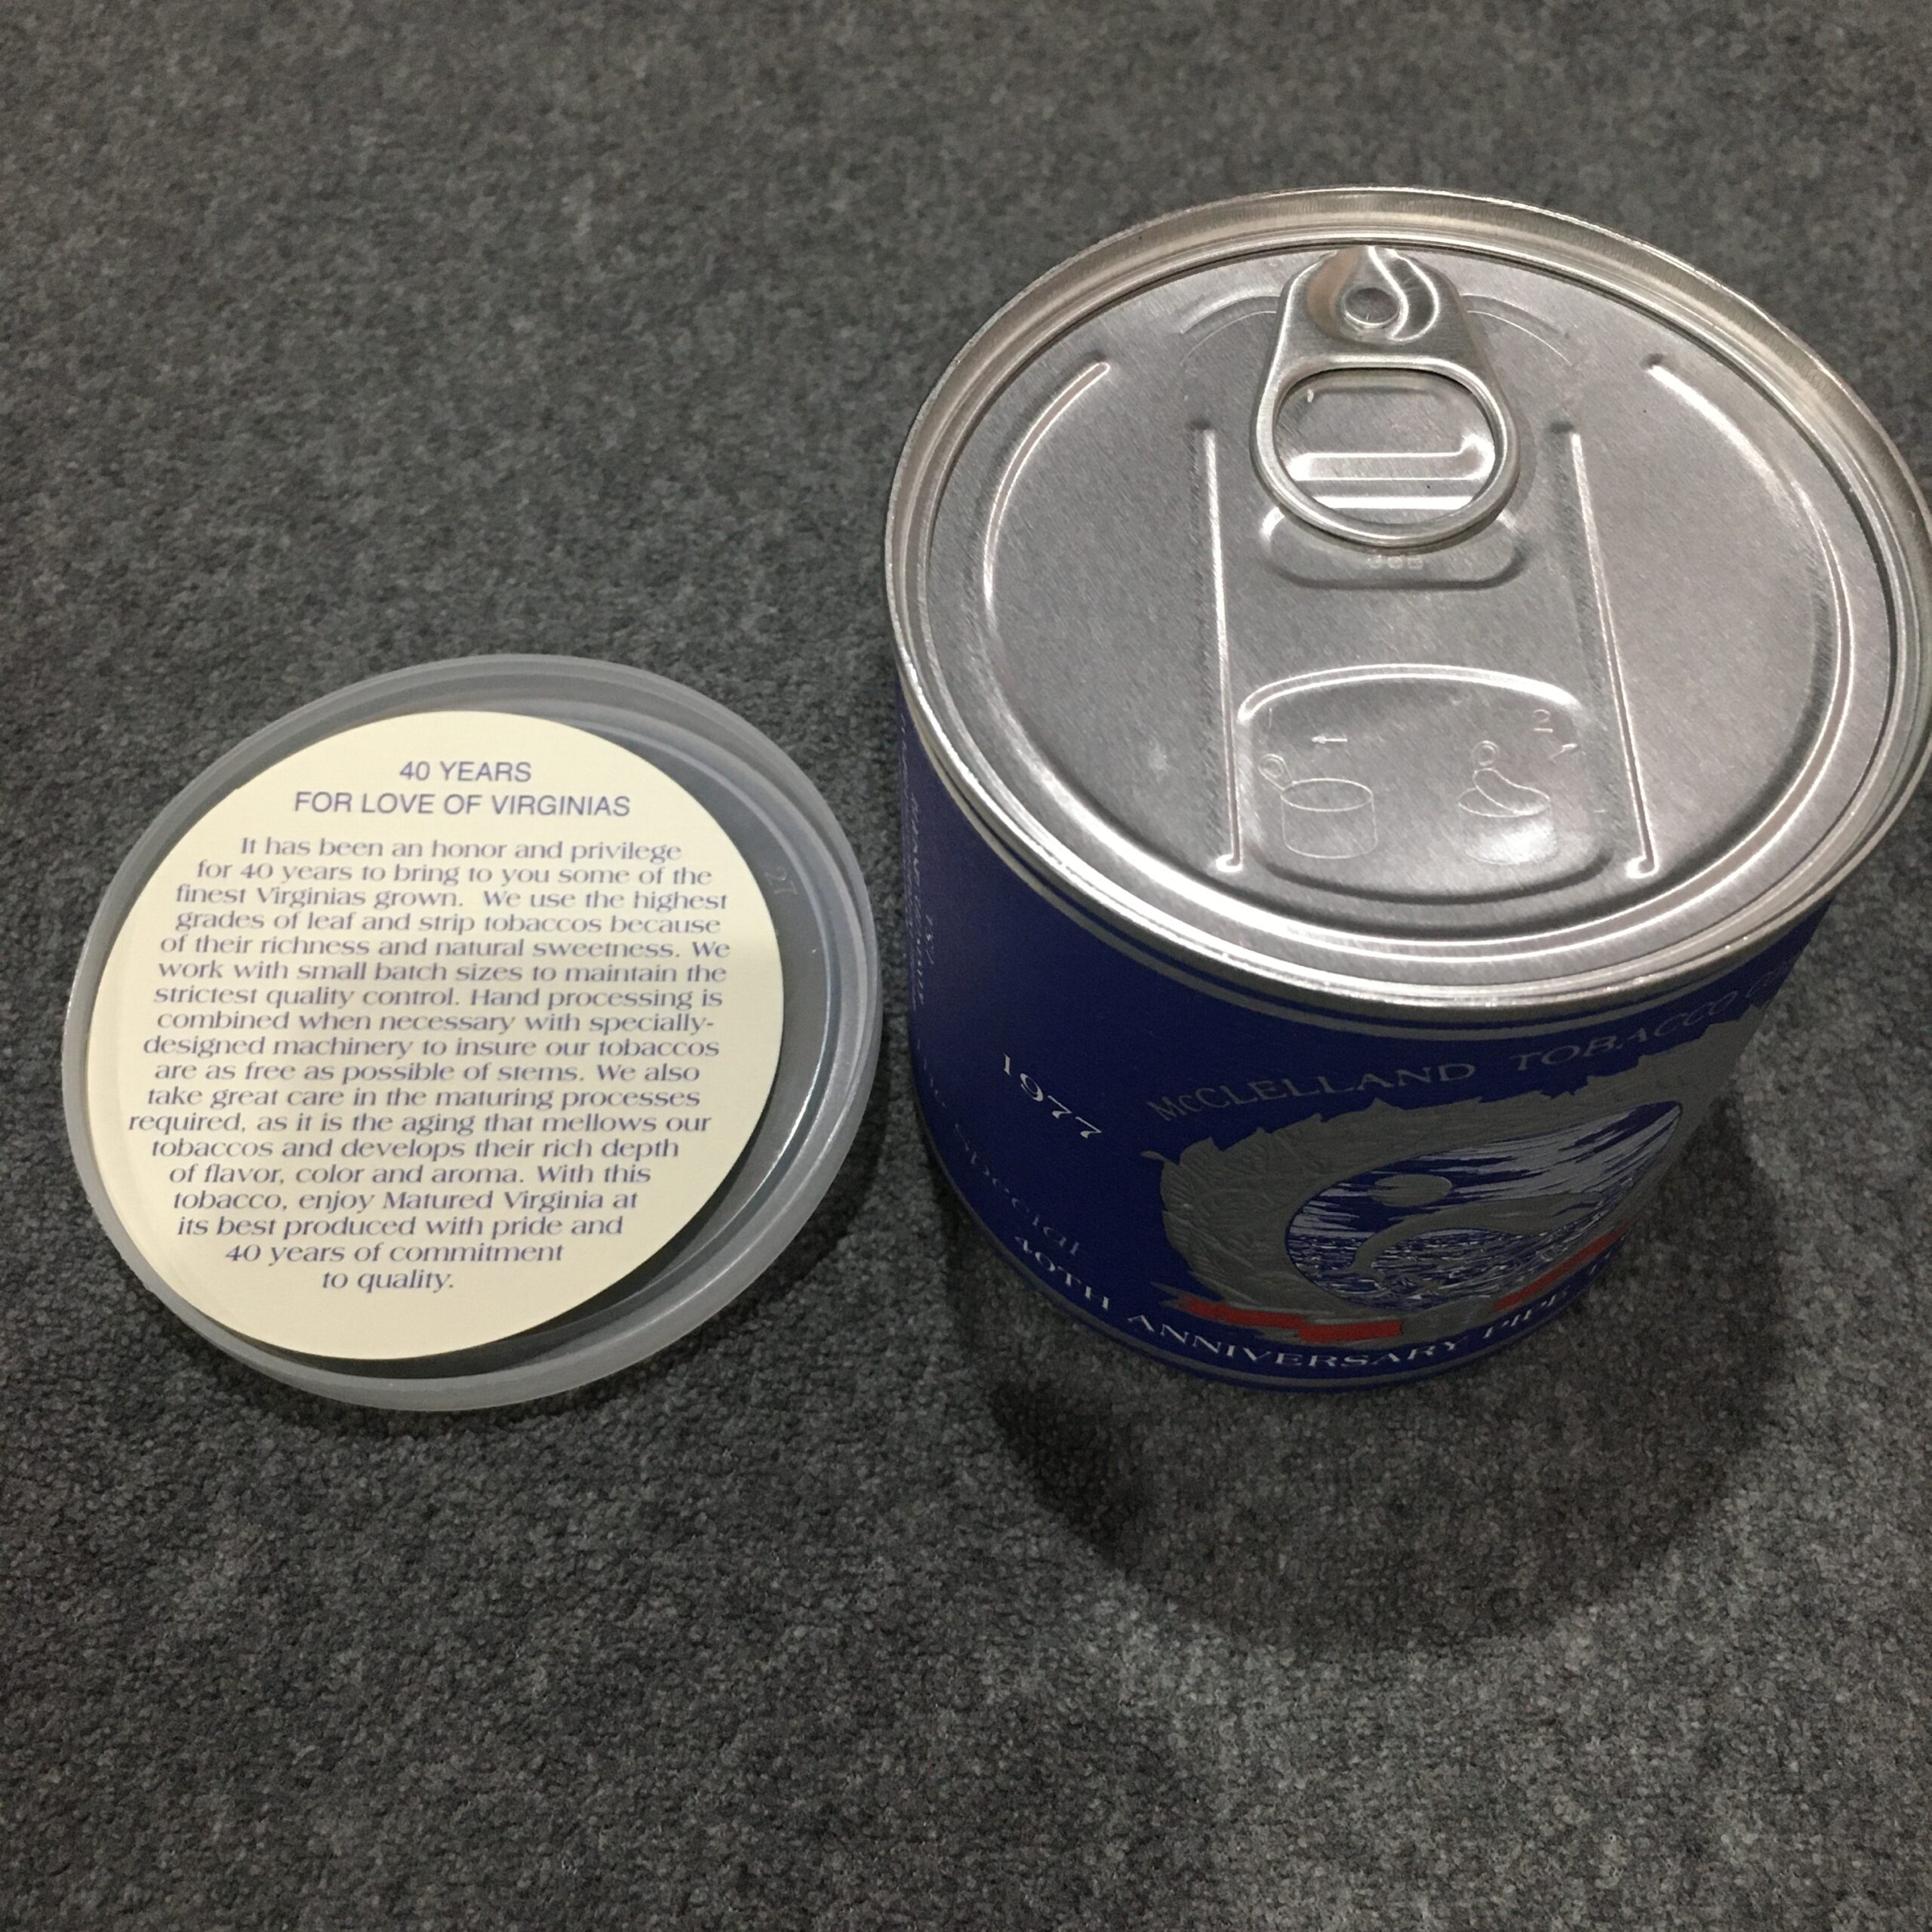 40 YEARS
FOR LOVE OF VIRGINIAS
It has been an honor and privilege
for 40 years to bring to you some of the
finest Virginias grown. We use the highest
grades of leaf and strip tobaccos because
of their richness and natural sweetness. We
work with small batch sizes to maintain the
strictest quality control. Hand processing is
combined when necessary with specially-
designed machinery to insure our tobaccos
are as free as possible of stems. We also
take great care in the maturing processes
required, as it is the aging that mellows our
tobaccos and develops their rich depth
of flavor, color and aroma. With this
tobacco, enjoy Matured Virginia at
its best produced with pride and
40 years of commitment
to quality.
27
1 2
McCLELLAND TOBACCO
1977
Special
40TH ANNIVERSARY PIPE